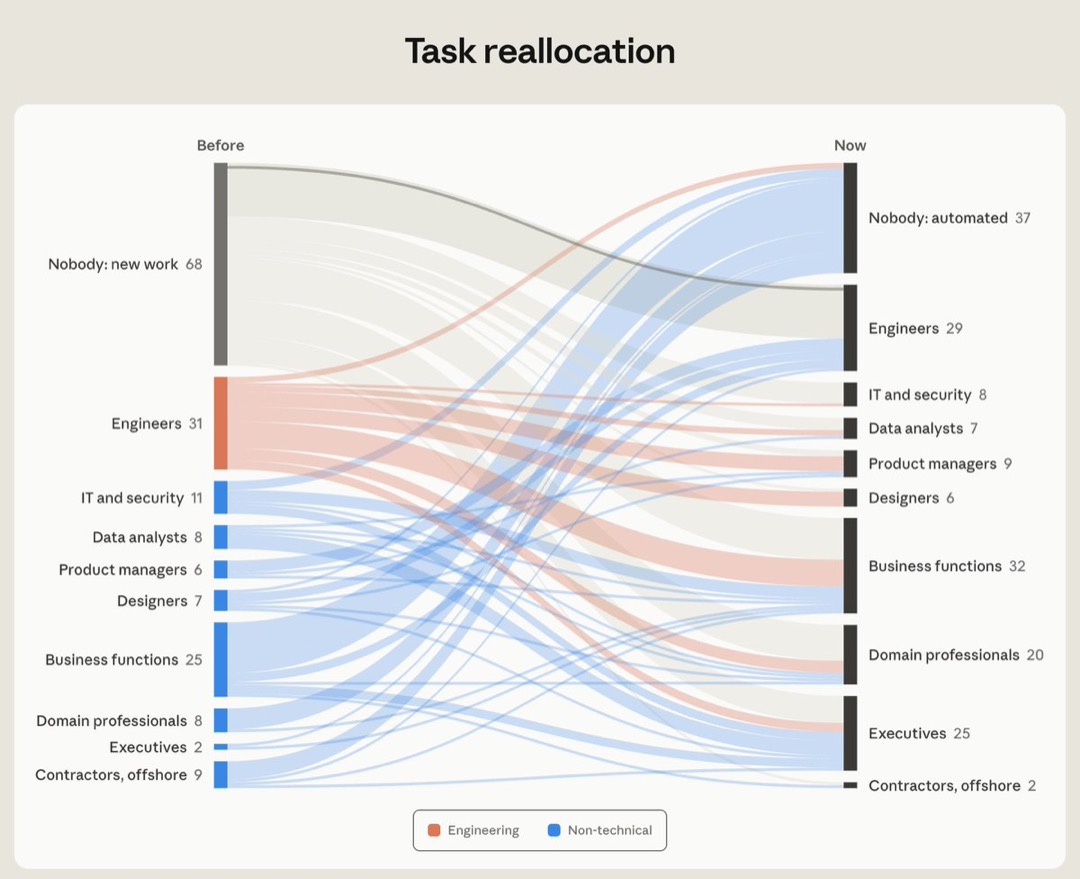 Task reallocation
Before
Now
Nobody: new work 68
Engineers 31
IT and security 11
Data analysts 8
Product managers 6
Designers 7
Business functions 25
Domain professionals 8
Executives 2
Contractors, offshore 9
Nobody: automated 37
Engineers 29
IT and security 8
Data analysts 7
Product managers 9
Designers 6
Business functions 32
Domain professionals 20
Executives 25
Contractors, offshore 2
Engineering
Non-technical